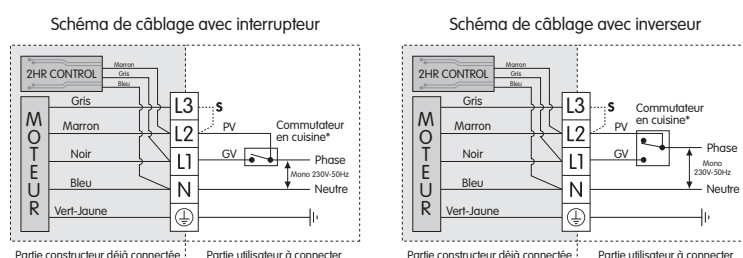 Schéma de câblage avec interrupteur
2HR CONTROL
Marron
Gris
Bleu
MOTEUR
Gris
Marron
Noir
Bleu
Vert-Jaune
L3
L2
L1
N
S
PV
GV
Commutateur
en cuisine*
Phase
Mono 230V-50Hz
Neutre
Partie constructeur déjà connectée
Partie utilisateur à connecter
Schéma de câblage avec inverseur
2HR CONTROL
Marron
Gris
Bleu
MOTEUR
Gris
Marron
Noir
Bleu
Vert-Jaune
L3
L2
L1
N
S
PV
GV
Commutateur
en cuisine*
Phase
Mono
230V-50Hz
Neutre
Partie constructeur déjà connectée
Partie utilisateur à connecter